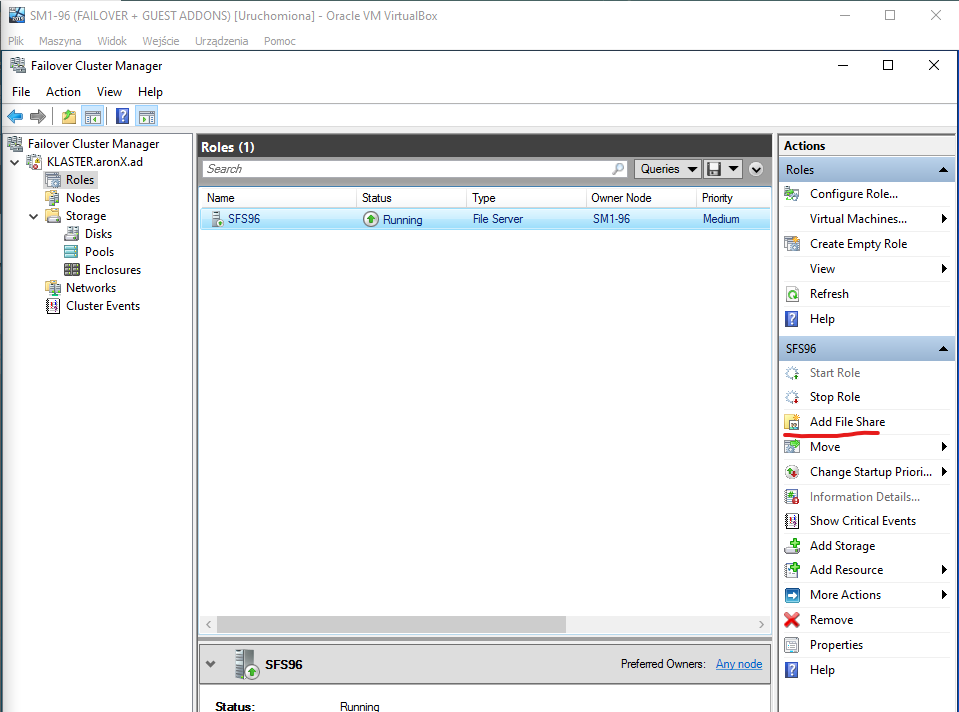 SM1-96 (FAILOVER + GUEST ADDONS) [Uruchomiona] - Oracle VM VirtualBox
Plik Maszyna Widok Wejście Urządzenia Pomoc
Failover Cluster Manager
File Action View Help
Failover Cluster Manager
KLASTER.aronX.ad
Roles
Nodes
Storage
Disks
Pools
Enclosures
Networks
Cluster Events
Roles (1)
Search
Queries
Name Status Type Owner Node Priority
SFS96 Running File Server SM1-96 Medium
SFS96
Preferred Owners: Any node
Status: Running
Actions
Roles
Configure Role...
Virtual Machines...
Create Empty Role
View
Refresh
Help
SFS96
Start Role
Stop Role
Add File Share
Move
Change Startup Priori...
Information Details...
Show Critical Events
Add Storage
Add Resource
More Actions
Remove
Properties
Help